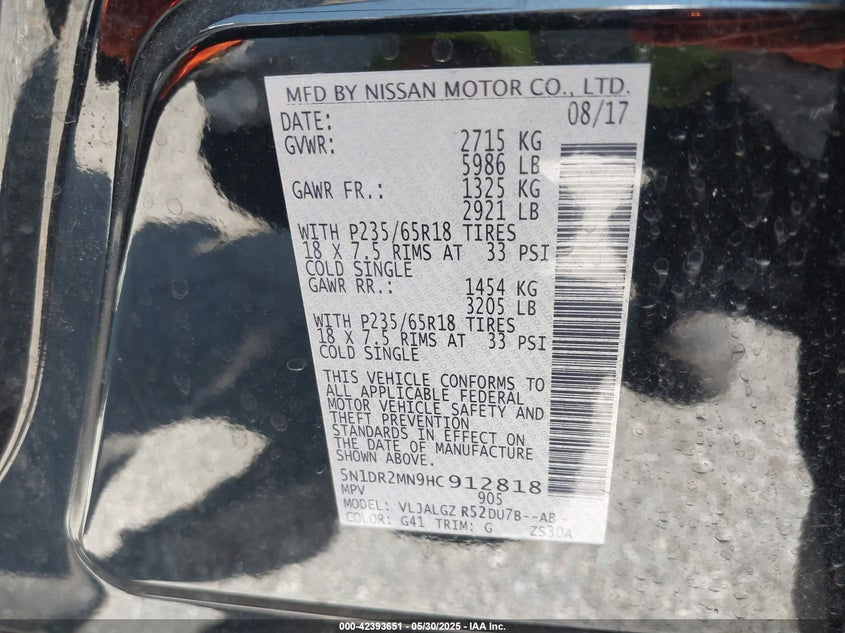 MFD BY NISSAN MOTOR CO., LTD.
DATE: 08/17
GVWR: 2715 KG
5986 LB
GAWR FR.: 1325 KG
2921 LB
WITH P235/65R18 TIRES
18 X 7.5 RIMS AT 33 PSI
COLD SINGLE
GAWR RR.: 1454 KG
3205 LB
WITH P235/65R18 TIRES
18 X 7.5 RIMS AT 33 PSI
COLD SINGLE
THIS VEHICLE CONFORMS TO
ALL APPLICABLE FEDERAL
MOTOR VEHICLE SAFETY AND
THEFT PREVENTION
STANDARDS IN EFFECT ON
THE DATE OF MANUFACTURE
SHOWN ABOVE.
5N1DR2MN9HC 912818
MPV 905
MODEL: VLJALGZ R52DU7B--AB-
COLOR: G41 TRIM: G ZS30A
000-42393651 - 05/30/2025 - IAA Inc.